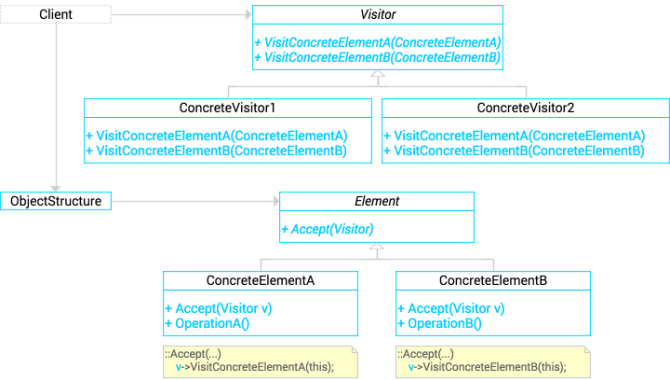 Client
Visitor
+ VisitConcreteElementA(ConcreteElementA)
+ VisitConcreteElementB(ConcreteElementB)
ConcreteVisitor1
+ VisitConcreteElementA(ConcreteElementA)
+ VisitConcreteElementB(ConcreteElementB)
ConcreteVisitor2
+ VisitConcreteElementA(ConcreteElementA)
+ VisitConcreteElementB(ConcreteElementB)
ObjectStructure
Element
+ Accept(Visitor)
ConcreteElementA
+ Accept(Visitor v)
+ OperationA()
ConcreteElementB
+ Accept(Visitor v)
+ OperationB()
::Accept(...)
v->VisitConcreteElementA(this);
::Accept(...)
v->VisitConcreteElementB(this);